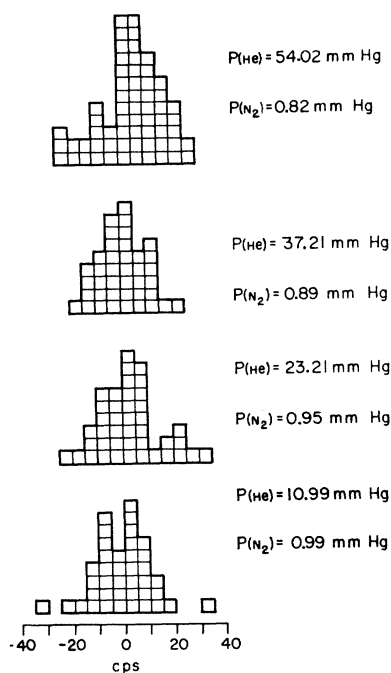 P(He) = 54.02 mm Hg
P(N₂) = 0.82 mm Hg
P(He) = 37.21 mm Hg
P(N₂) = 0.89 mm Hg
P(He) = 23.21 mm Hg
P(N₂) = 0.95 mm Hg
P(He) = 10.99 mm Hg
P(N₂) = 0.99 mm Hg
-40 -20 0 20 40
cps